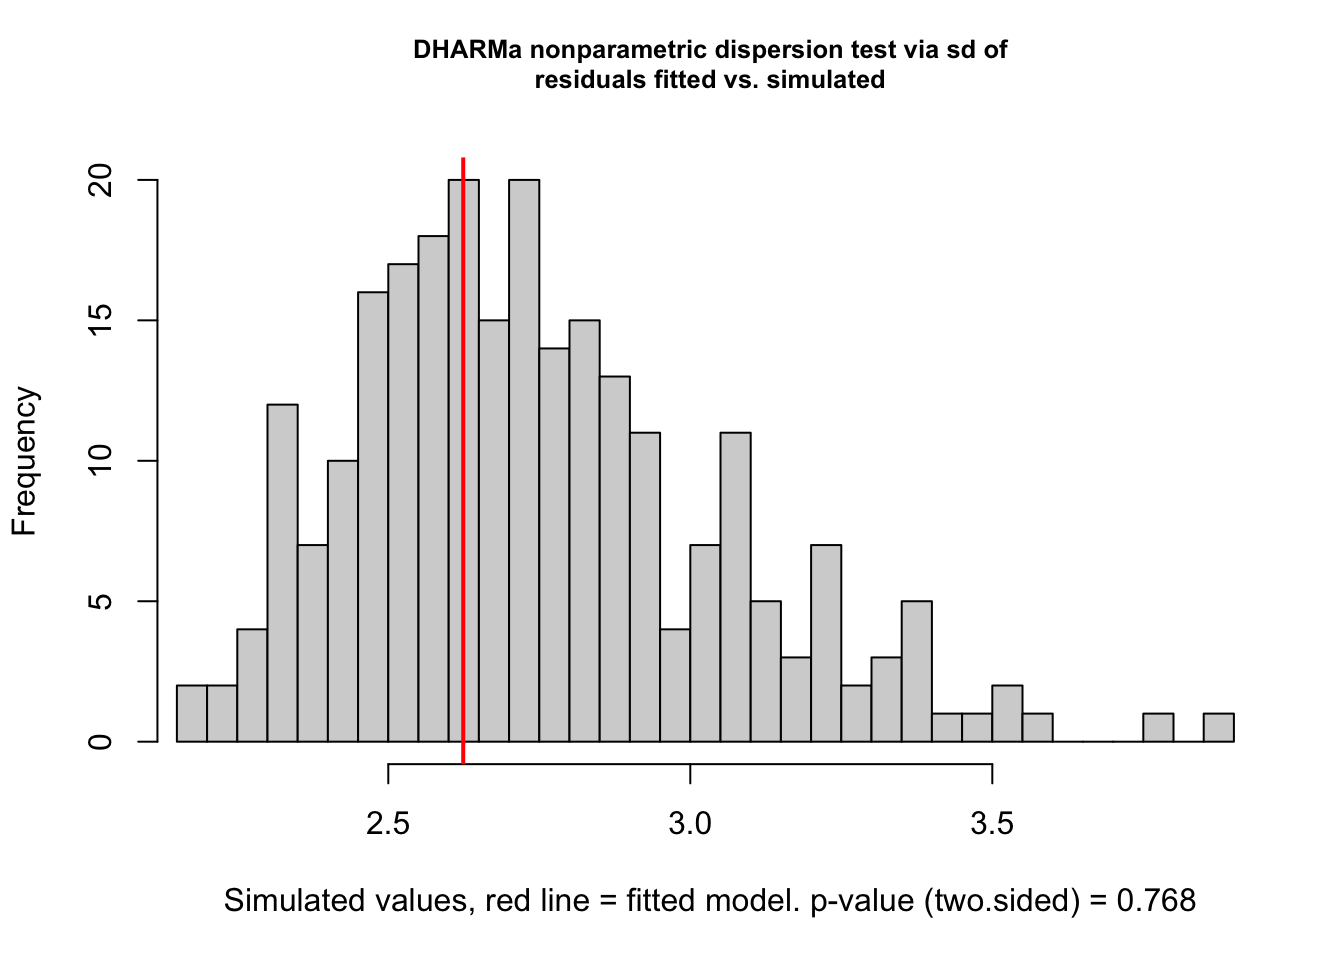 DHARMa nonparametric dispersion test via sd of
residuals fitted vs. simulated
Frequency
20
15
10
5
0
2.5 3.0 3.5
Simulated values, red line = fitted model. p-value (two.sided) = 0.768